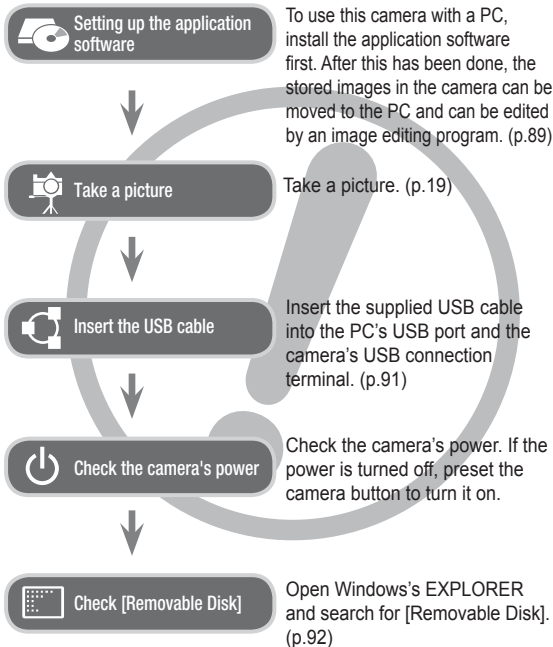 Setting up the application
software
To use this camera with a PC,
install the application software
first. After this has been done, the
stored images in the camera can be
moved to the PC and can be edited
by an image editing program. (p.89)
Take a picture
Take a picture. (p.19)
Insert the USB cable
Insert the supplied USB cable
into the PC’s USB port and the
camera’s USB connection
terminal. (p.91)
Check the camera's power
Check the camera’s power. If the
power is turned off, preset the
camera button to turn it on.
Check [Removable Disk]
Open Windows’s EXPLORER
and search for [Removable Disk].
(p.92)